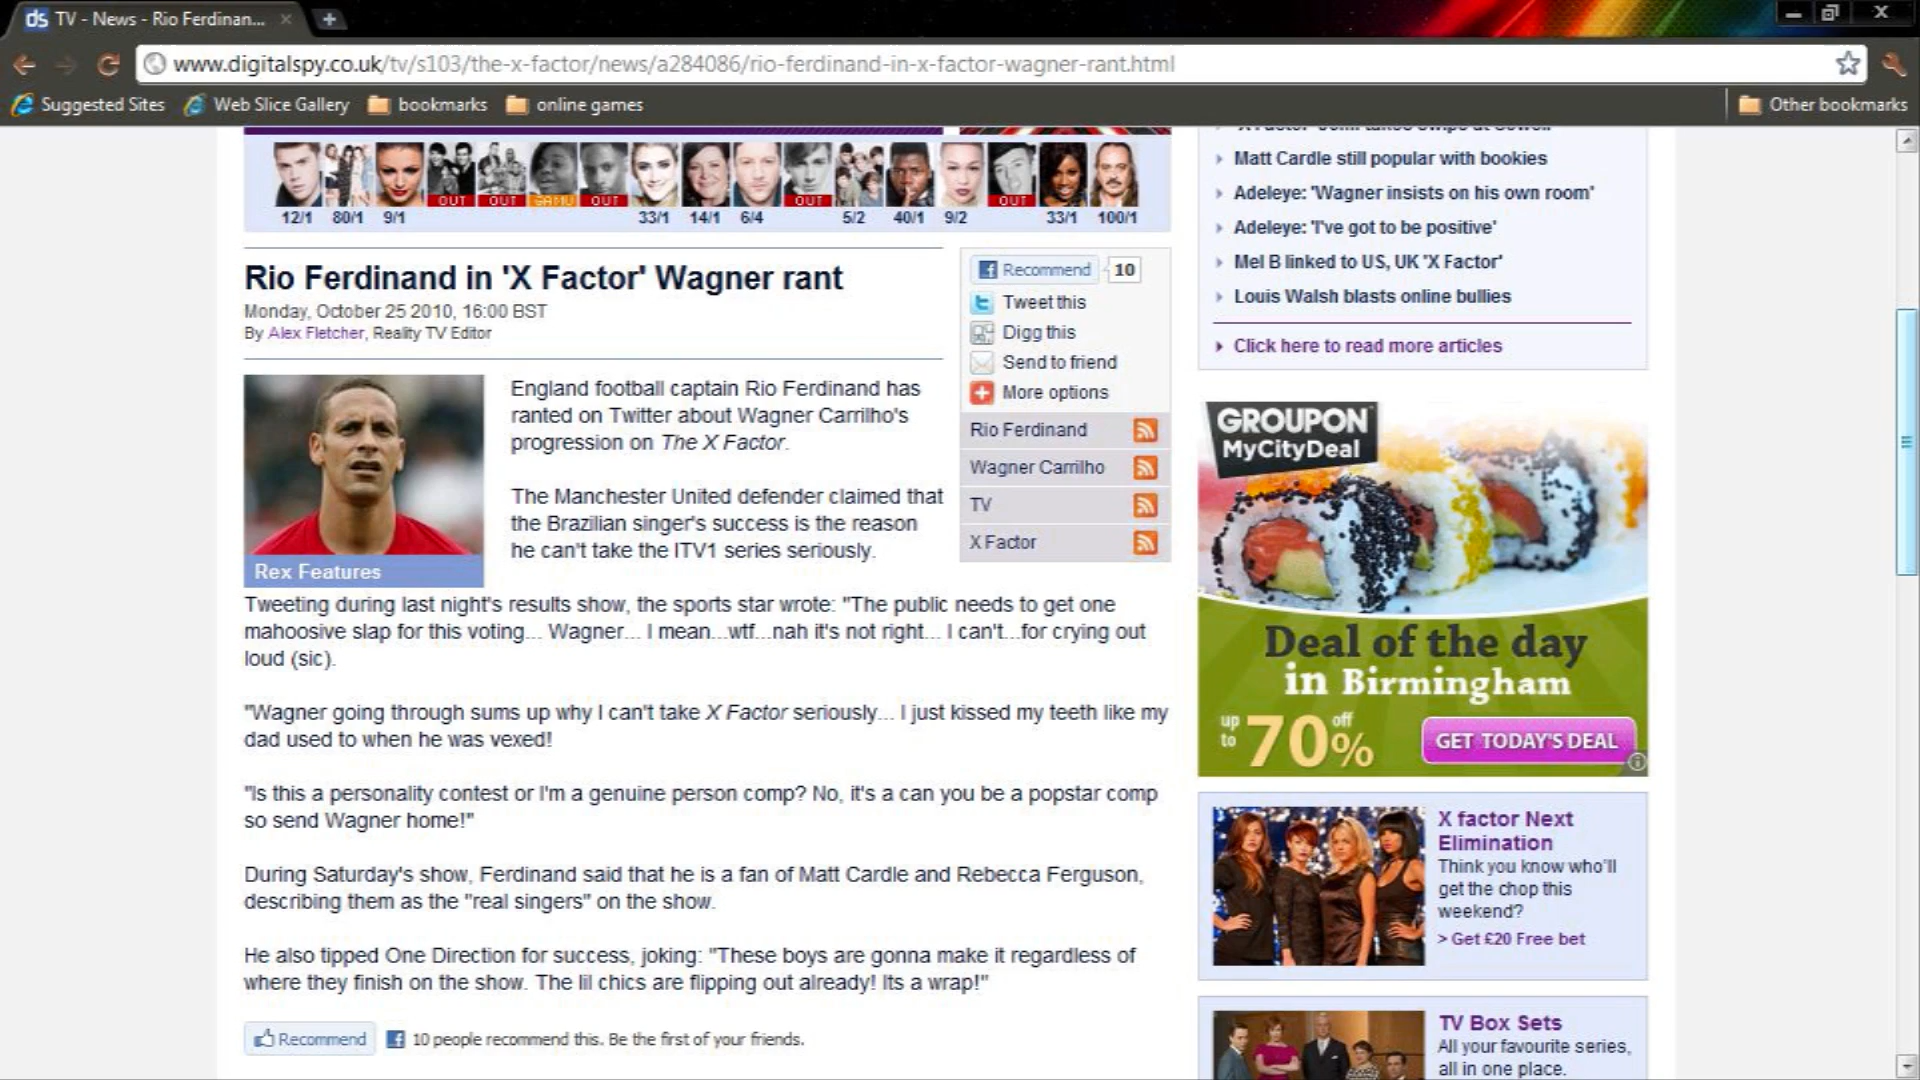 ds TV - News - Rio Ferdinan...
www.digitalspy.co.uk/tv/s103/the-x-factor/news/a284086/rio-ferdinand-in-x-factor-wagner-rant.html
Suggested Sites Web Slice Gallery bookmarks online games Other bookmarks
OUT OUT GAMU OUT OUT OUT
12/1 80/1 9/1 33/1 14/1 6/4 5/2 40/1 9/2 33/1 100/1
Rio Ferdinand in 'X Factor' Wagner rant
Monday, October 25 2010, 16:00 BST
By Alex Fletcher, Reality TV Editor
Rex Features
England football captain Rio Ferdinand has
ranted on Twitter about Wagner Carrilho's
progression on The X Factor.
The Manchester United defender claimed that
the Brazilian singer's success is the reason
he can't take the ITV1 series seriously.
Tweeting during last night's results show, the sports star wrote: "The public needs to get one
mahoosive slap for this voting... Wagner... I mean...wtf...nah it's not right... I can't...for crying out
loud (sic).
"Wagner going through sums up why I can't take X Factor seriously... I just kissed my teeth like my
dad used to when he was vexed!
"Is this a personality contest or I'm a genuine person comp? No, it's a can you be a popstar comp
so send Wagner home!"
During Saturday's show, Ferdinand said that he is a fan of Matt Cardle and Rebecca Ferguson,
describing them as the "real singers" on the show.
He also tipped One Direction for success, joking: "These boys are gonna make it regardless of
where they finish on the show. The lil chics are flipping out already! Its a wrap!"
Recommend 10 people recommend this. Be the first of your friends.
Recommend 10
Tweet this
Digg this
Send to friend
More options
Rio Ferdinand
Wagner Carrilho
TV
X Factor
Matt Cardle still popular with bookies
Adeleye: 'Wagner insists on his own room'
Adeleye: 'I've got to be positive'
Mel B linked to US, UK 'X Factor'
Louis Walsh blasts online bullies
Click here to read more articles
GROUPON
MyCityDeal
Deal of the day
in Birmingham
up to 70% off
GET TODAY'S DEAL
X factor Next
Elimination
Think you know who'll
get the chop this
weekend?
> Get £20 Free bet
TV Box Sets
All your favourite series,
all in one place.